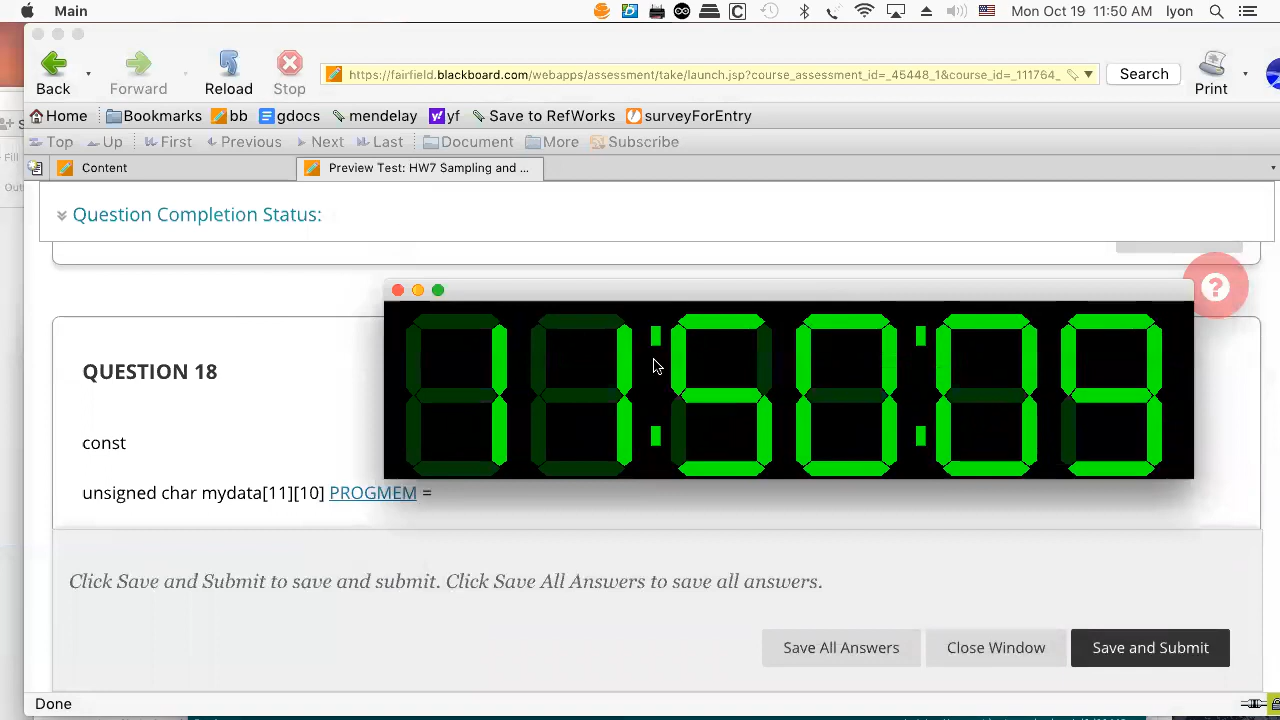 Main
Mon Oct 19 11:50 AM lyon
Back
Forward
Reload
Stop
https://fairfield.blackboard.com/webapps/assessment/take/launch.jsp?course_assessment_id=_45448_1&course_id=_111764_
Search
Print
Home Bookmarks bb gdocs mendelay yf Save to RefWorks surveyForEntry
Top Up First Previous Next Last Document More Subscribe
Content
Preview Test: HW7 Sampling and ...
Question Completion Status:
?
11:50:09
QUESTION 18
const
unsigned char mydata[11][10] PROGMEM =
Click Save and Submit to save and submit. Click Save All Answers to save all answers.
Save All Answers
Close Window
Save and Submit
Done